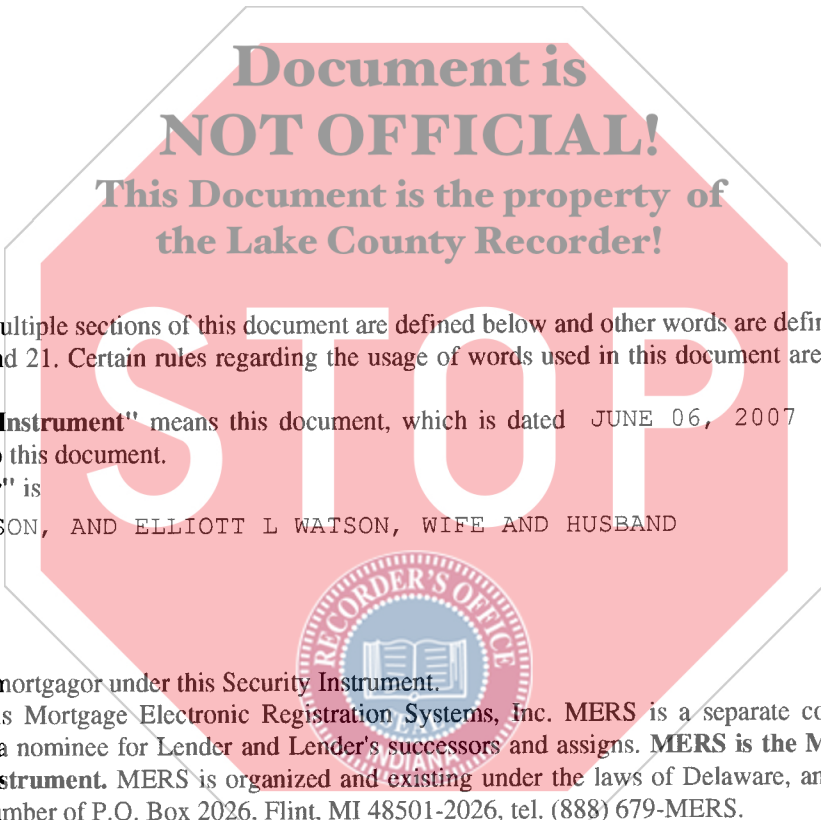 Document is
NOT OFFICIAL!
This Document is the property of
the Lake County Recorder!
STOP
ultiple sections of this document are defined below and other words are defin
d 21. Certain rules regarding the usage of words used in this document are
Instrument" means this document, which is dated JUNE 06, 2007
this document.
" is
SON, AND ELLIOTT L WATSON, WIFE AND HUSBAND
RECORDER'S OFFICE
SEAL
INDIANA
mortgagor under this Security Instrument.
s Mortgage Electronic Registration Systems, Inc. MERS is a separate co
a nominee for Lender and Lender's successors and assigns. MERS is the M
strument. MERS is organized and existing under the laws of Delaware, an
mber of P.O. Box 2026, Flint, MI 48501-2026, tel. (888) 679-MERS.